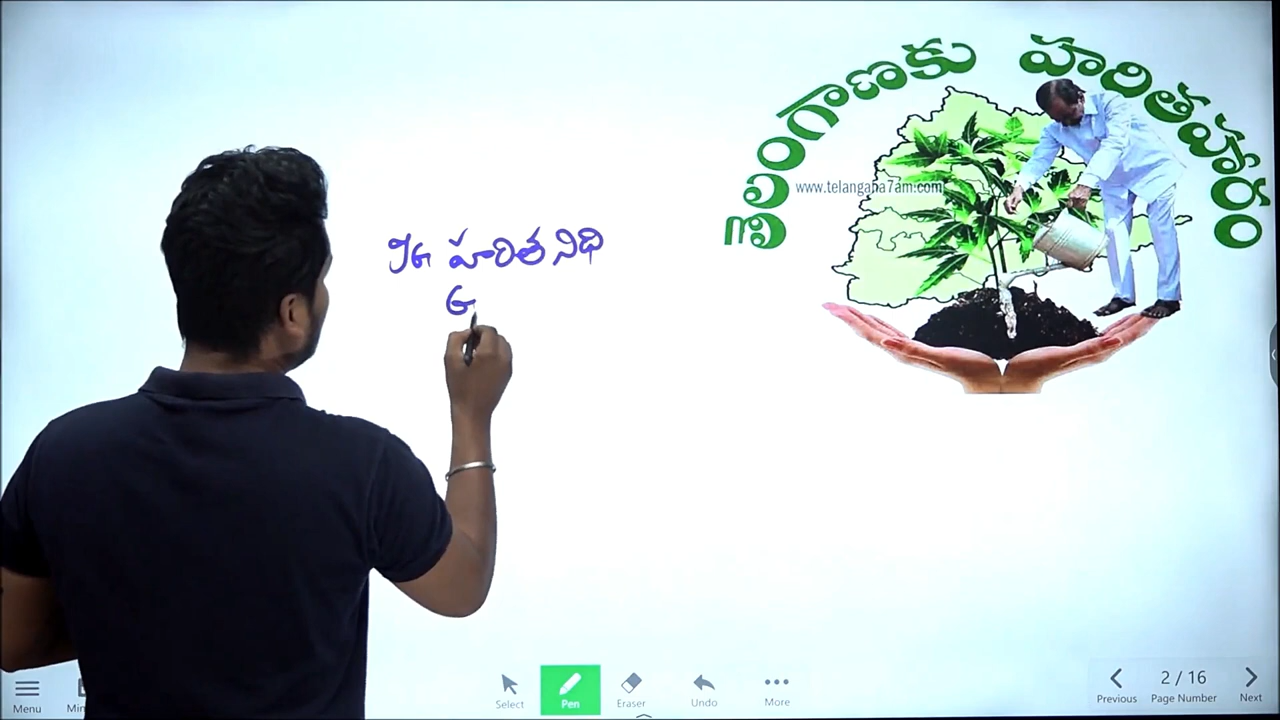 తెలంగాణకు హరితహారం
www.telangana7am.com
TG హరిత నిధి
G
Menu
Select
Pen
Eraser
Undo
More
Previous
2 / 16
Page Number
Next